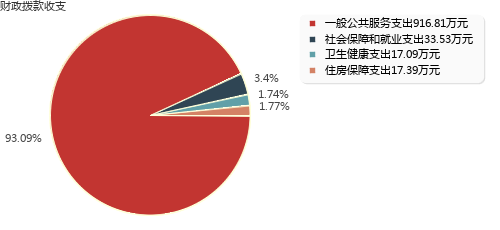 财政拨款收支
一般公共服务支出916.81万元
社会保障和就业支出33.53万元
卫生健康支出17.09万元
住房保障支出17.39万元
3.4%
1.74%
1.77%
93.09%